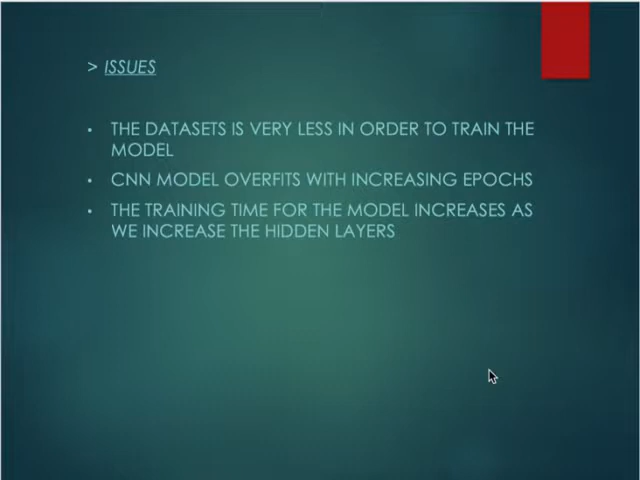 > ISSUES
▪ THE DATASETS IS VERY LESS IN ORDER TO TRAIN THE
MODEL
▪ CNN MODEL OVERFITS WITH INCREASING EPOCHS
▪ THE TRAINING TIME FOR THE MODEL INCREASES AS
WE INCREASE THE HIDDEN LAYERS